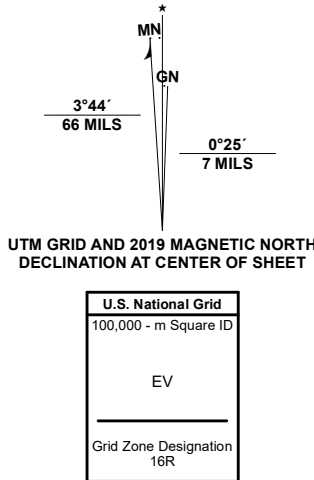 MN
GN
3°44´
66 MILS
0°25´
7 MILS
UTM GRID AND 2019 MAGNETIC NORTH
DECLINATION AT CENTER OF SHEET
U.S. National Grid
100,000 - m Square ID
EV
Grid Zone Designation
16R